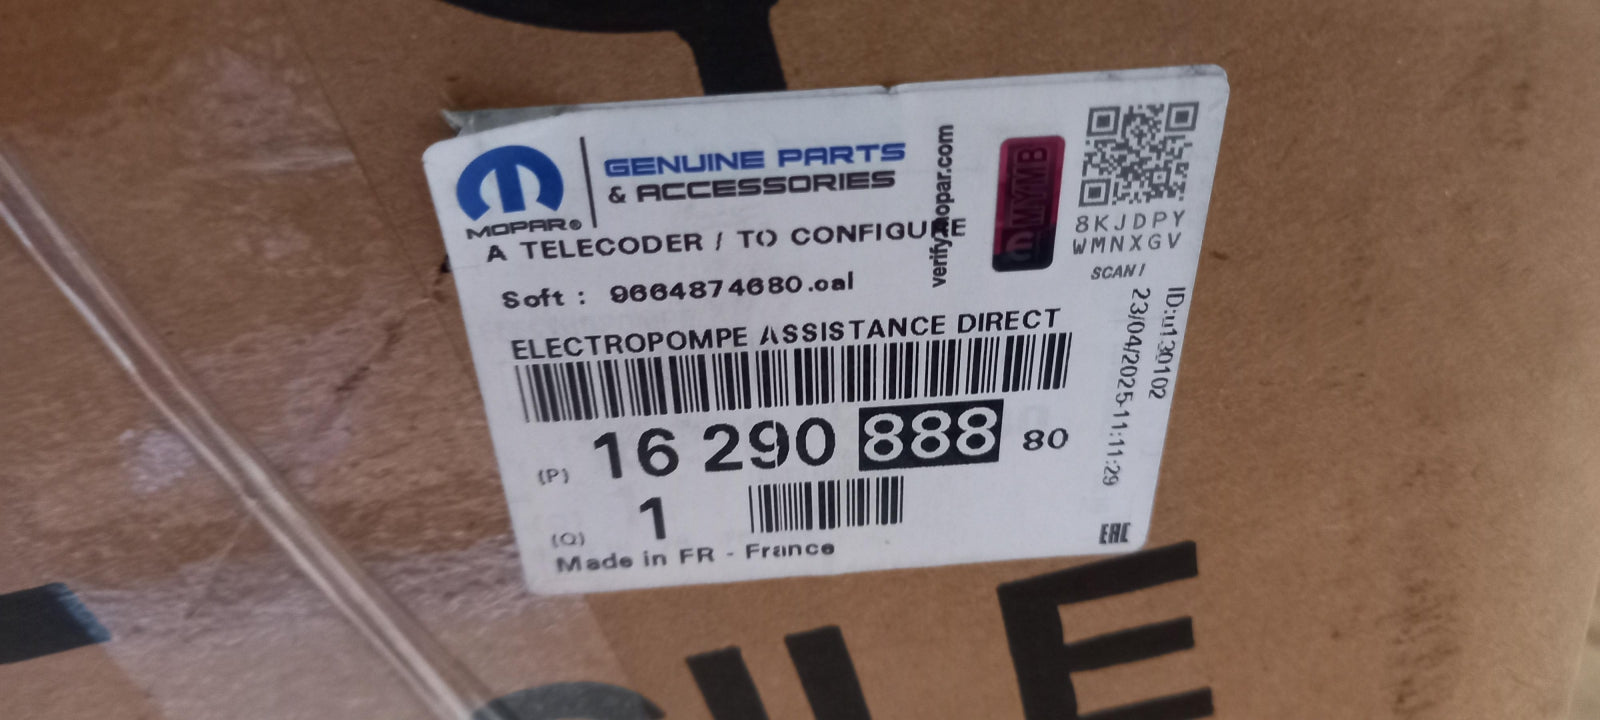 GENUINE PARTS
& ACCESSORIES
MOPAR®
A TELECODER / TO CONFIGURE
Soft : 9664874680.cal
ELECTROPOMPE ASSISTANCE DIRECT
(P) 16 290 888 80
(Q) 1
Made in FR - France
verify.mopar.com
8KJDPY
WMNXGV
SCAN!
ID:u130102
23/04/2025-11:11:29
EAC